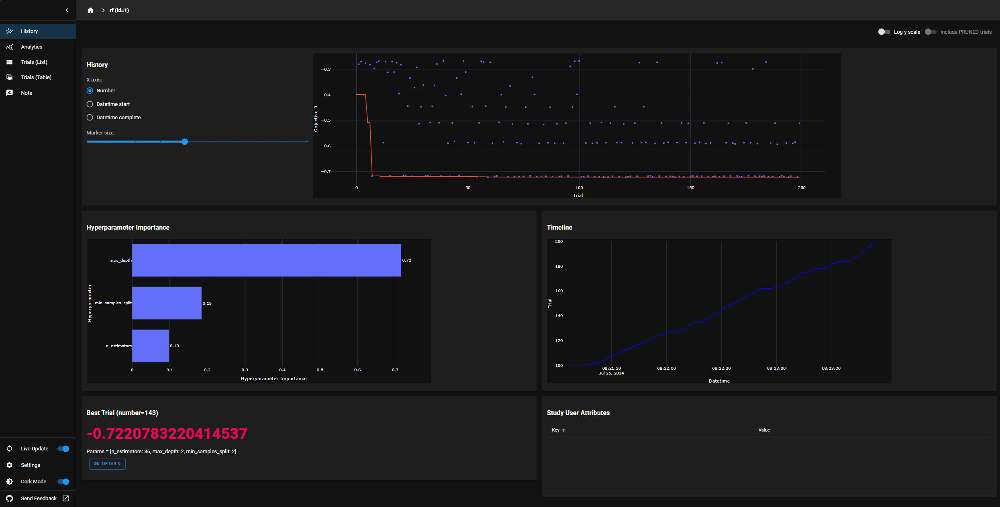 rf (id=1)
History
Analytics
Trials (List)
Trials (Table)
Note
Live Update
Settings
Dark Mode
Send Feedback
Log y scale
Include PRUNED trials
History
X-axis:
Number
Datetime start
Datetime complete
Marker size:
−0.3
−0.4
−0.5
−0.6
−0.7
Objective 0
0
50
100
150
200
Trial
Hyperparameter Importance
max_depth
0.72
min_samples_split
0.19
n_estimators
0.10
Hyperparameter
0
0.1
0.2
0.3
0.4
0.5
0.6
0.7
Hyperparameter Importance
Timeline
200
180
160
140
120
100
Trial
08:21:30
Jul 25, 2024
08:22:00
08:22:30
08:23:00
08:23:30
Datetime
Best Trial (number=143)
-0.7220783220414537
Params = [n_estimators: 36, max_depth: 2, min_samples_split: 2]
DETAILS
Study User Attributes
Key
Value